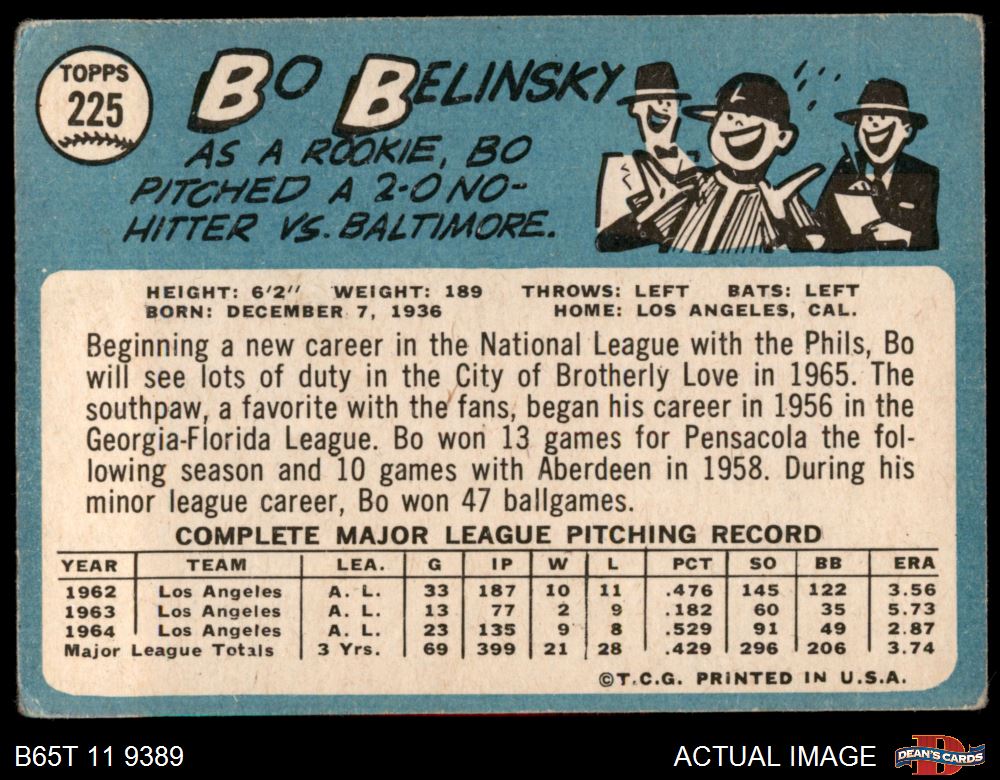 TOPPS
225
BO BELINSKY
AS A ROOKIE, BO
PITCHED A 2-0 NO-
HITTER VS. BALTIMORE.
L
HEIGHT: 6'2" WEIGHT: 189 THROWS: LEFT BATS: LEFT
BORN: DECEMBER 7, 1936 HOME: LOS ANGELES, CAL.
Beginning a new career in the National League with the Phils, Bo
will see lots of duty in the City of Brotherly Love in 1965. The
southpaw, a favorite with the fans, began his career in 1956 in the
Georgia-Florida League. Bo won 13 games for Pensacola the fol-
lowing season and 10 games with Aberdeen in 1958. During his
minor league career, Bo won 47 ballgames.
COMPLETE MAJOR LEAGUE PITCHING RECORD
YEAR TEAM LEA. G IP W L PCT SO BB ERA
1962 Los Angeles A. L. 33 187 10 11 .476 145 122 3.56
1963 Los Angeles A. L. 13 77 2 9 .182 60 35 5.73
1964 Los Angeles A. L. 23 135 9 8 .529 91 49 2.87
Major League Totals 3 Yrs. 69 399 21 28 .429 296 206 3.74
©T.C.G. PRINTED IN U.S.A.
B65T 11 9389 ACTUAL IMAGE
D
DEAN'S CARDS